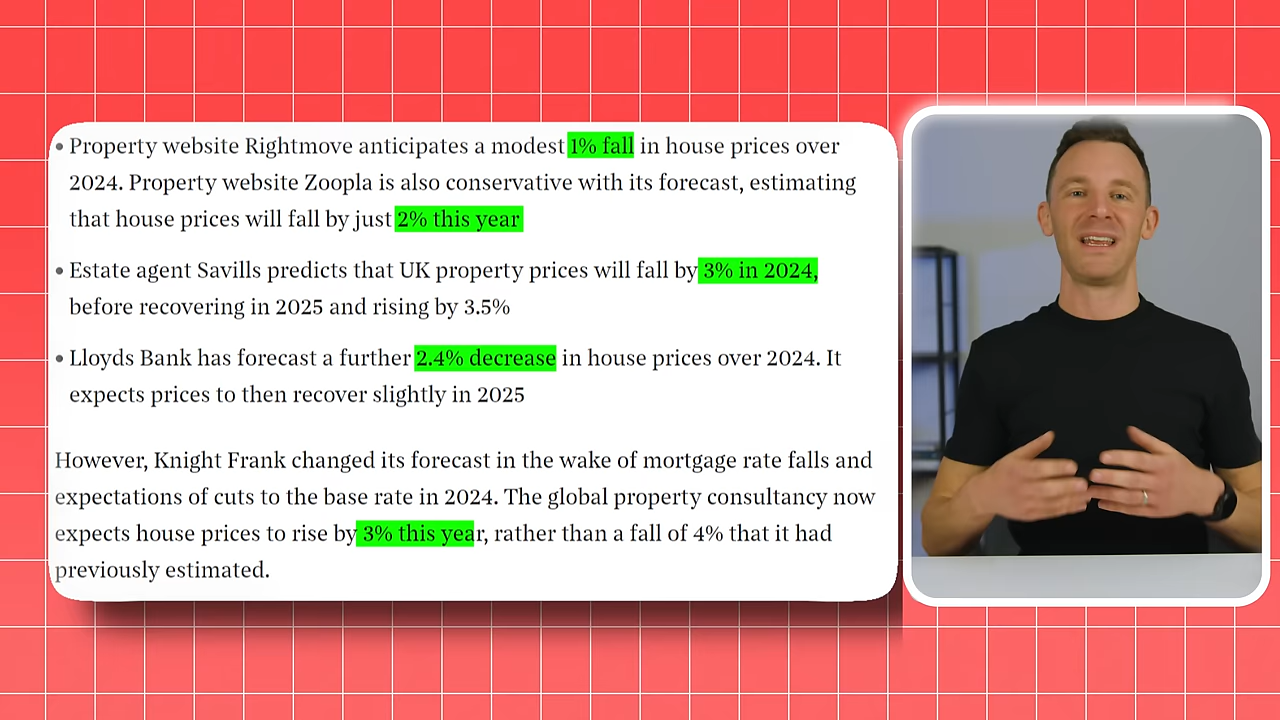 • Property website Rightmove anticipates a modest 1% fall in house prices over
2024. Property website Zoopla is also conservative with its forecast, estimating
that house prices will fall by just 2% this year
• Estate agent Savills predicts that UK property prices will fall by 3% in 2024,
before recovering in 2025 and rising by 3.5%
• Lloyds Bank has forecast a further 2.4% decrease in house prices over 2024. It
expects prices to then recover slightly in 2025
However, Knight Frank changed its forecast in the wake of mortgage rate falls and
expectations of cuts to the base rate in 2024. The global property consultancy now
expects house prices to rise by 3% this year, rather than a fall of 4% that it had
previously estimated.